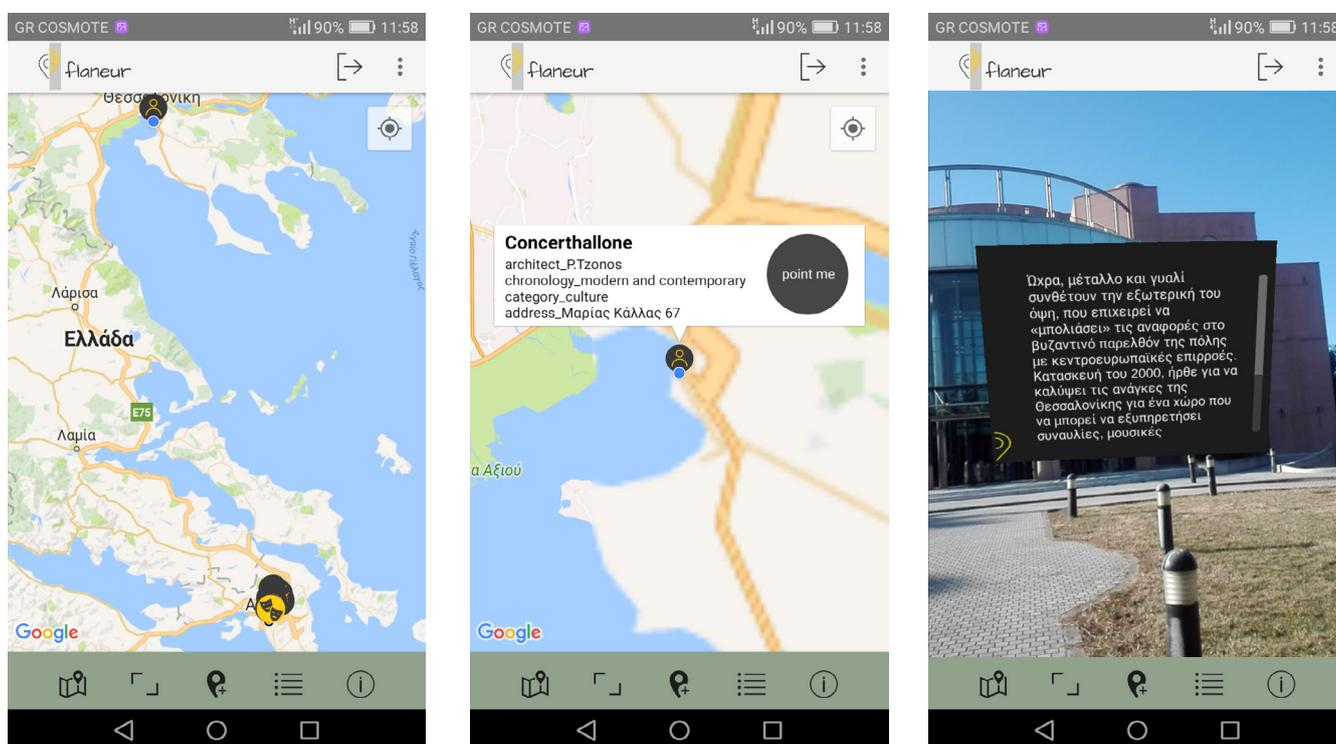 GR COSMOTE
90% 11:58
flaneur
Θεσσαλονίκη
Αιγαίο Πέλαγος
Λάρισα
Ελλάδα
E75
Λαμία
Α
Google
GR COSMOTE
90% 11:58
flaneur
Concerthallone
architect_P.Tzonos
chronology_modern and contemporary
category_culture
address_Μαρίας Κάλλας 67
point me
α Αξιού
Google
GR COSMOTE
90% 11:58
flaneur
Ώχρα, μέταλλο και γυαλί
συνθέτουν την εξωτερική του
όψη, που επιχειρεί να
«μπολιάσει» τις αναφορές στο
βυζαντινό παρελθόν της πόλης
με κεντροευρωπαϊκές επιρροές.
Κατασκευή του 2000, ήρθε για να
καλύψει τις ανάγκες της
Θεσσαλονίκης για ένα χώρο που
να μπορεί να εξυπηρετήσει
συναυλίες, μουσικές